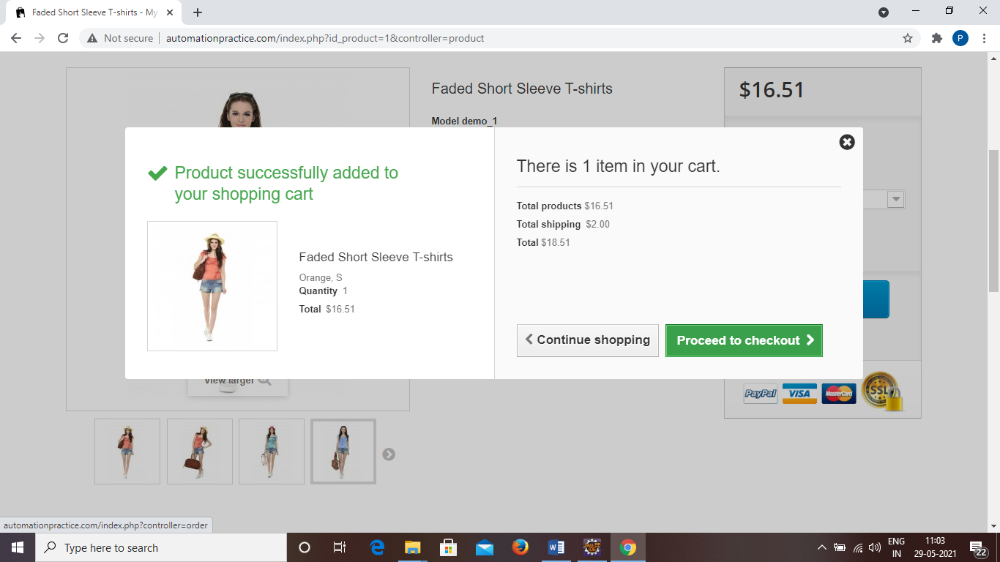 Faded Short Sleeve T-shirts - My
Not secure
automationpractice.com/index.php?id_product=1&controller=product
P
Faded Short Sleeve T-shirts
Model demo_1
$16.51
Product successfully added to
your shopping cart
Faded Short Sleeve T-shirts
Orange, S
Quantity 1
Total $16.51
There is 1 item in your cart.
Total products $16.51
Total shipping $2.00
Total $18.51
Continue shopping
Proceed to checkout
View larger
PayPal
VISA
MasterCard
SSL
automationpractice.com/index.php?controller=order
Type here to search
Java EE
IDE
ENG
IN
11:03
29-05-2021
22